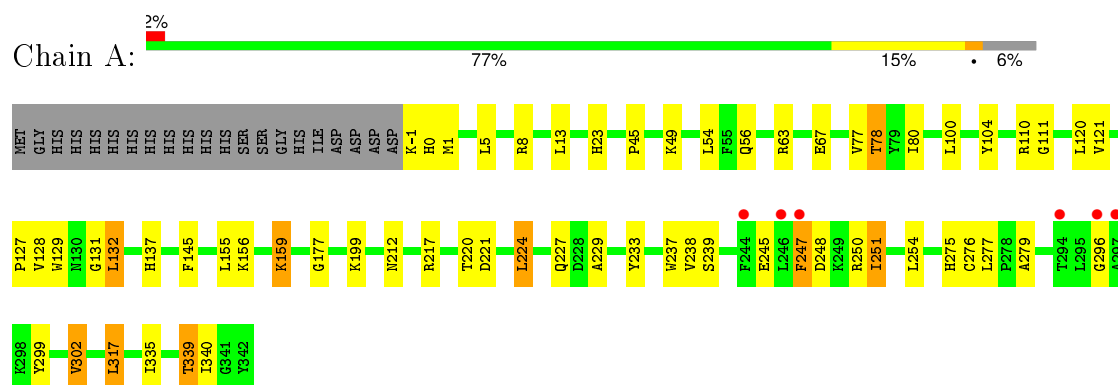 2%
Chain A:
77% 15% • 6%
MET GLY HIS HIS HIS HIS HIS HIS HIS HIS HIS HIS SER SER GLY HIS ILE ASP ASP ASP ASP K-1 H0 M1 L5 R8 L13 H23 P45 K49 L54 F55 Q56 R63 E67 V77 T78 Y79 I80 L100 Y104 R110 G111 L120 V121
P127 V128 W129 N130 G131 L132 H137 F145 L155 K156 K159 G177 K199 N212 R217 T220 D221 L224 Q227 D228 A229 Y233 W237 V238 S239 F244 E245 L246 F247 D248 K249 R250 I251 L254 H275 C276 L277 P278 A279 T294 L295 G296 A297
K298 Y299 V302 L317 I335 T339 I340 G341 Y342